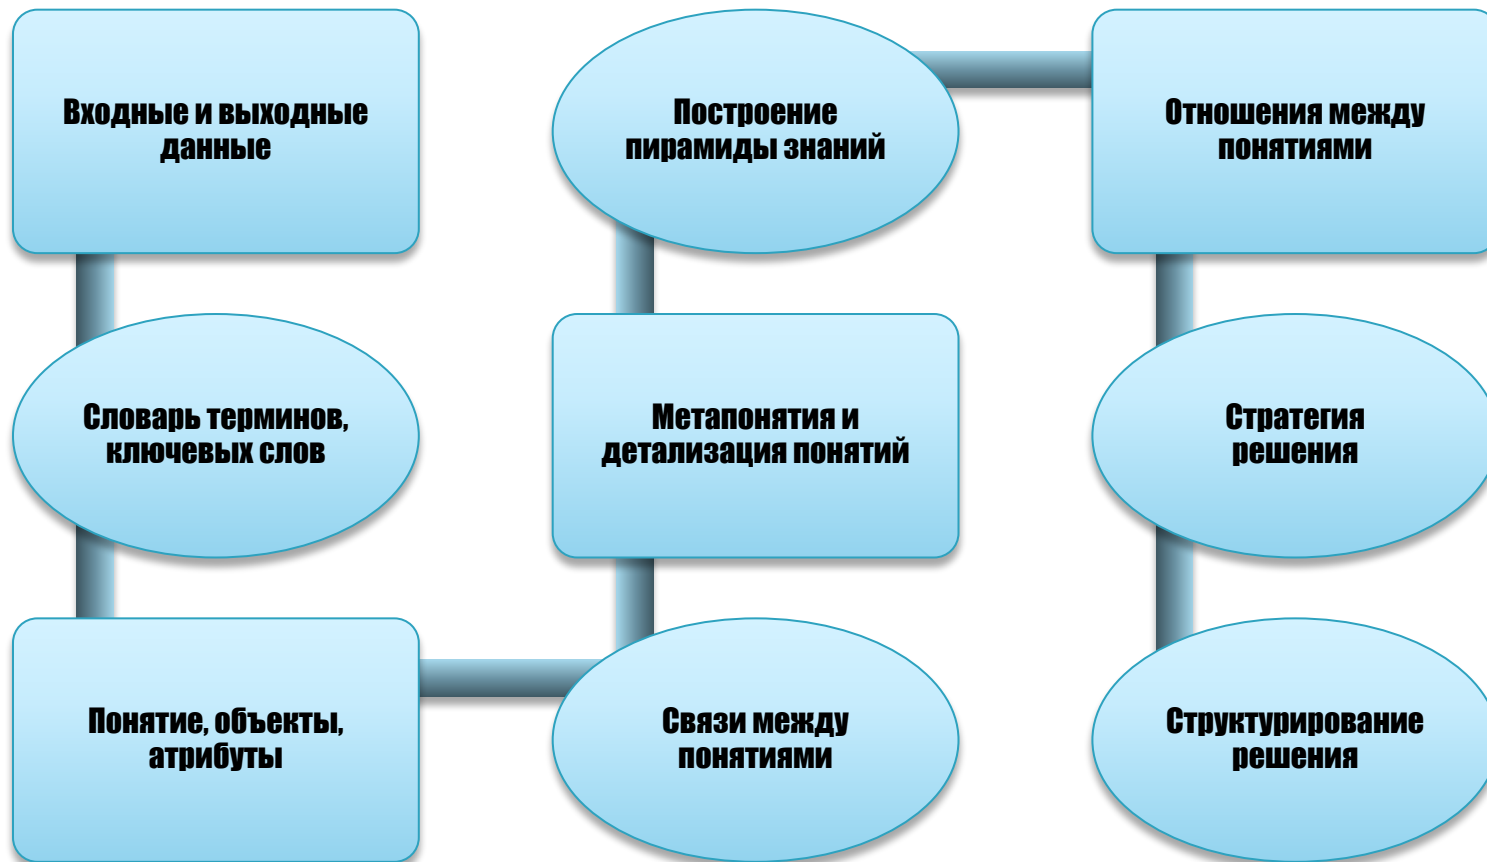 Входные и выходные
данные
Словарь терминов,
ключевых слов
Понятие, объекты,
атрибуты
Связи между
понятиями
Метапонятия и
детализация понятий
Построение
пирамиды знаний
Отношения между
понятиями
Стратегия
решения
Структурирование
решения